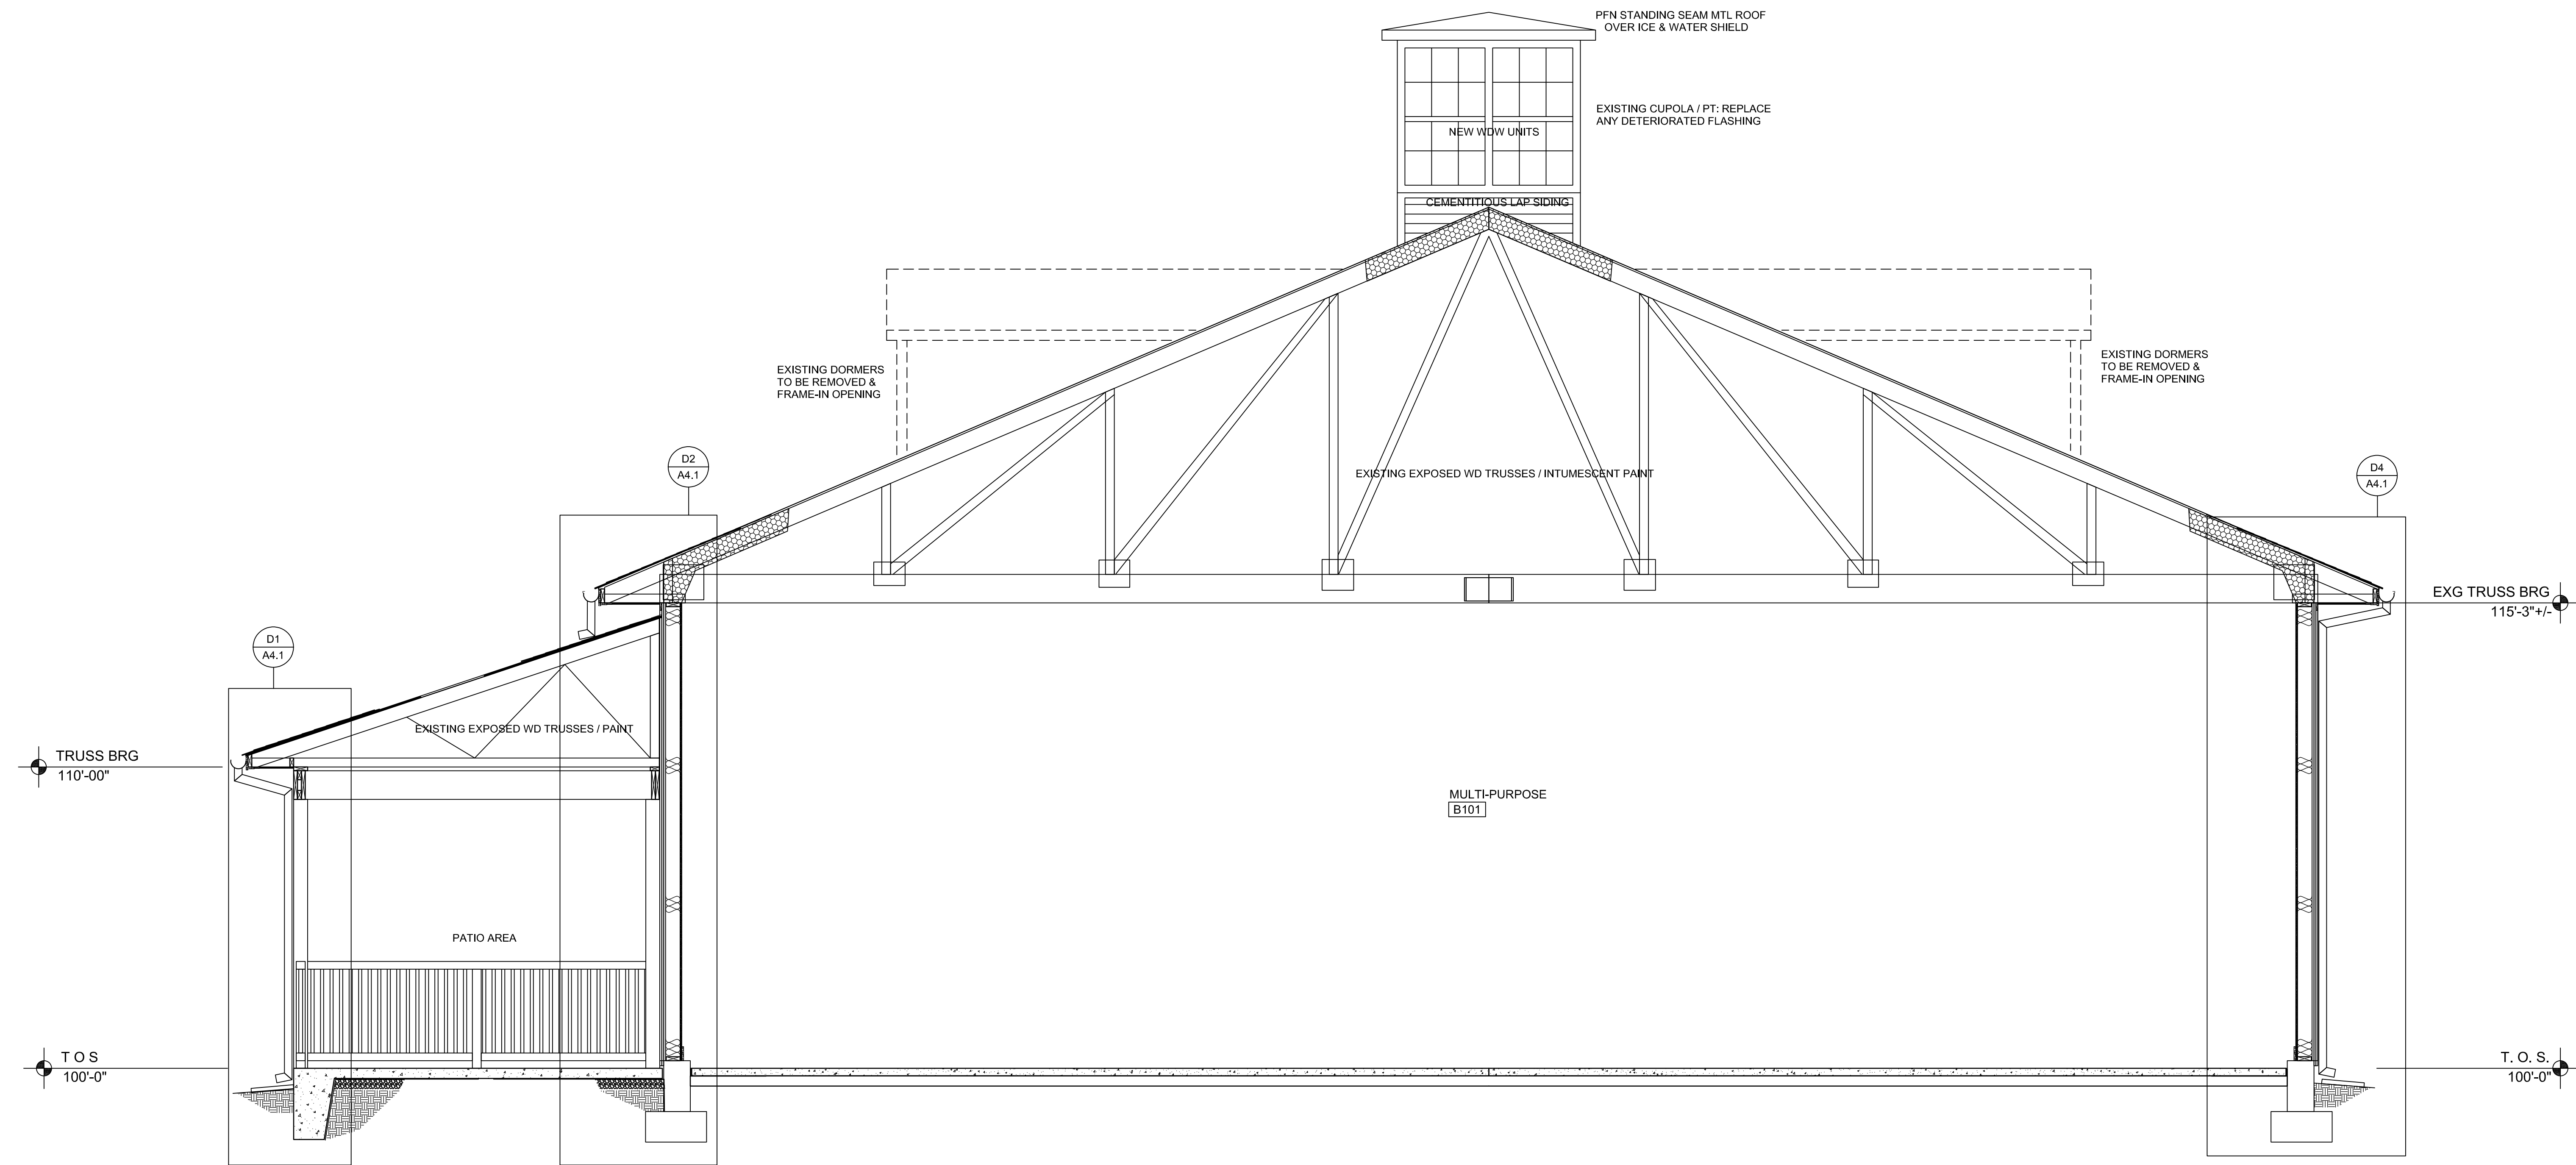 PFN STANDING SEAM MTL ROOF
OVER ICE & WATER SHIELD
EXISTING CUPOLA / PT: REPLACE
ANY DETERIORATED FLASHING
NEW WDW UNITS
CEMENTITIOUS LAP SIDING
EXISTING DORMERS
TO BE REMOVED &
FRAME-IN OPENING
EXISTING DORMERS
TO BE REMOVED &
FRAME-IN OPENING
D2
A4.1
EXISTING EXPOSED WD TRUSSES / INTUMESCENT PAINT
D4
A4.1
EXG TRUSS BRG
115'-3"+/-
D1
A4.1
EXISTING EXPOSED WD TRUSSES / PAINT
TRUSS BRG
110'-00"
MULTI-PURPOSE
B101
PATIO AREA
T O S
100'-0"
T. O. S.
100'-0"